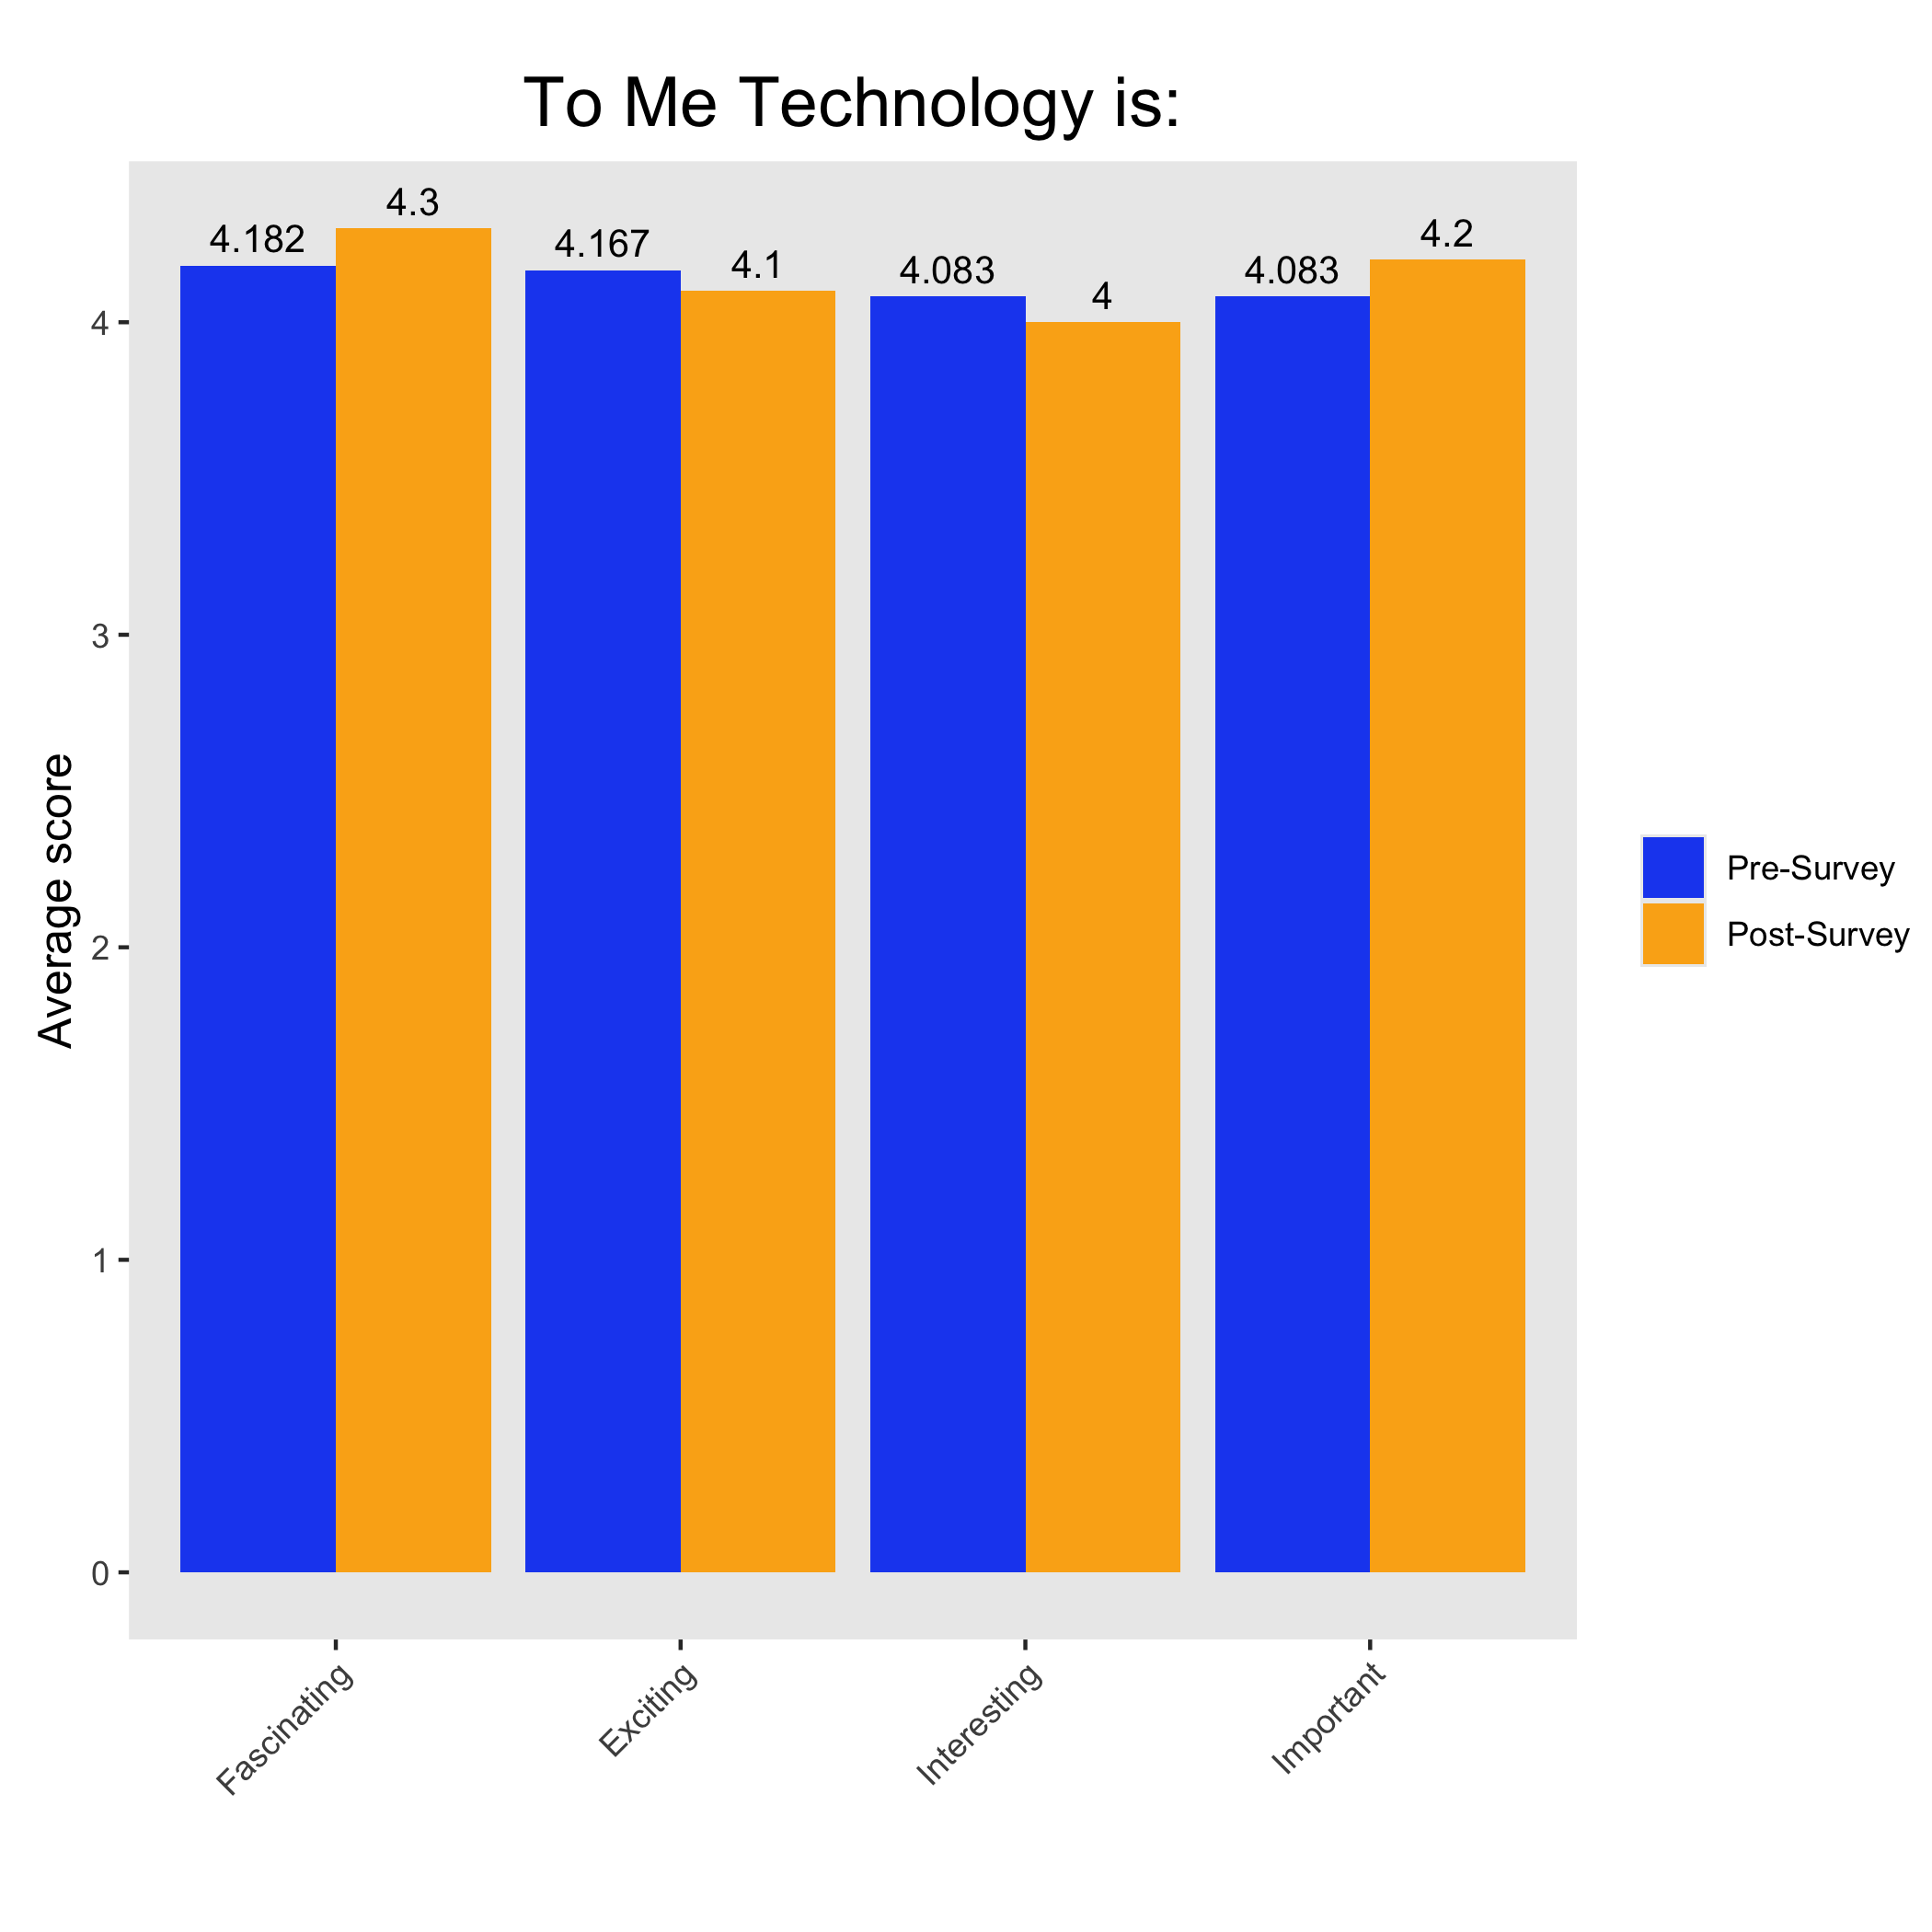 To Me Technology is:
4.182
4.3
4.167
4.1
4.083
4
4.083
4.2
Average score
4
3
2
1
0
Fascinating
Exciting
Interesting
Important
Pre-Survey
Post-Survey